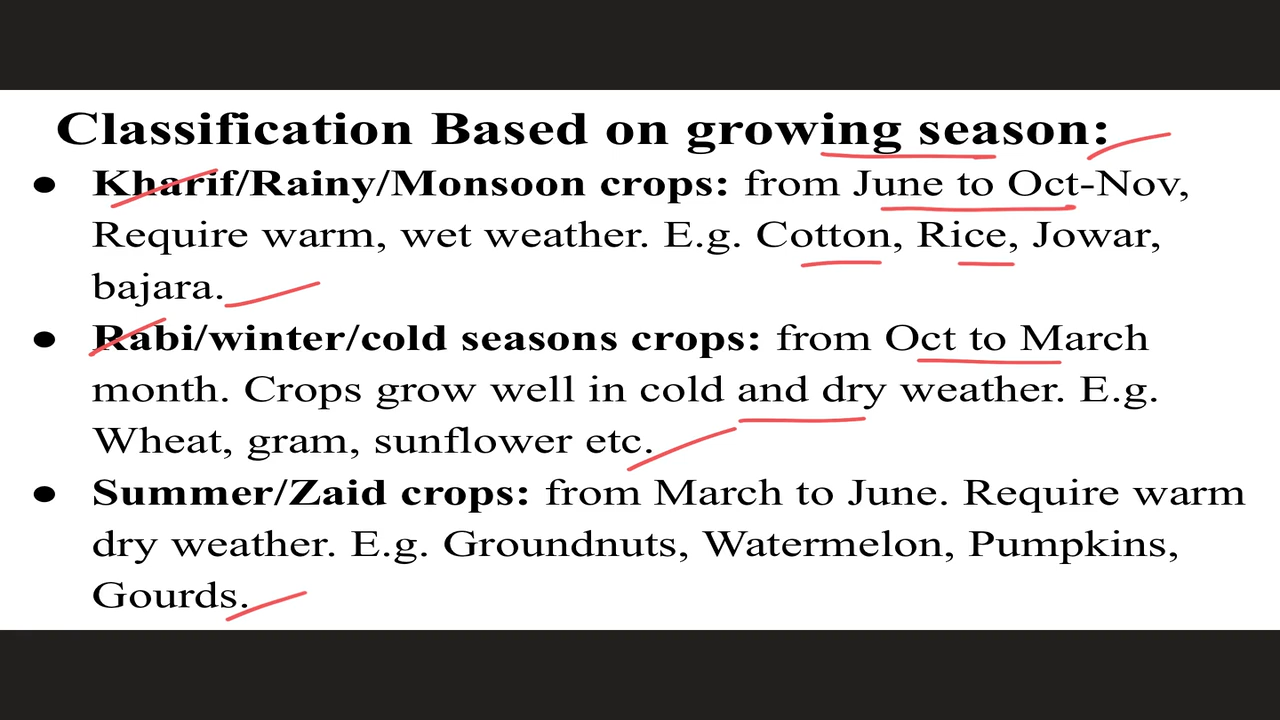 Classification Based on growing season:
● Kharif/Rainy/Monsoon crops: from June to Oct-Nov,
Require warm, wet weather. E.g. Cotton, Rice, Jowar,
bajara.
● Rabi/winter/cold seasons crops: from Oct to March
month. Crops grow well in cold and dry weather. E.g.
Wheat, gram, sunflower etc.
● Summer/Zaid crops: from March to June. Require warm
dry weather. E.g. Groundnuts, Watermelon, Pumpkins,
Gourds.